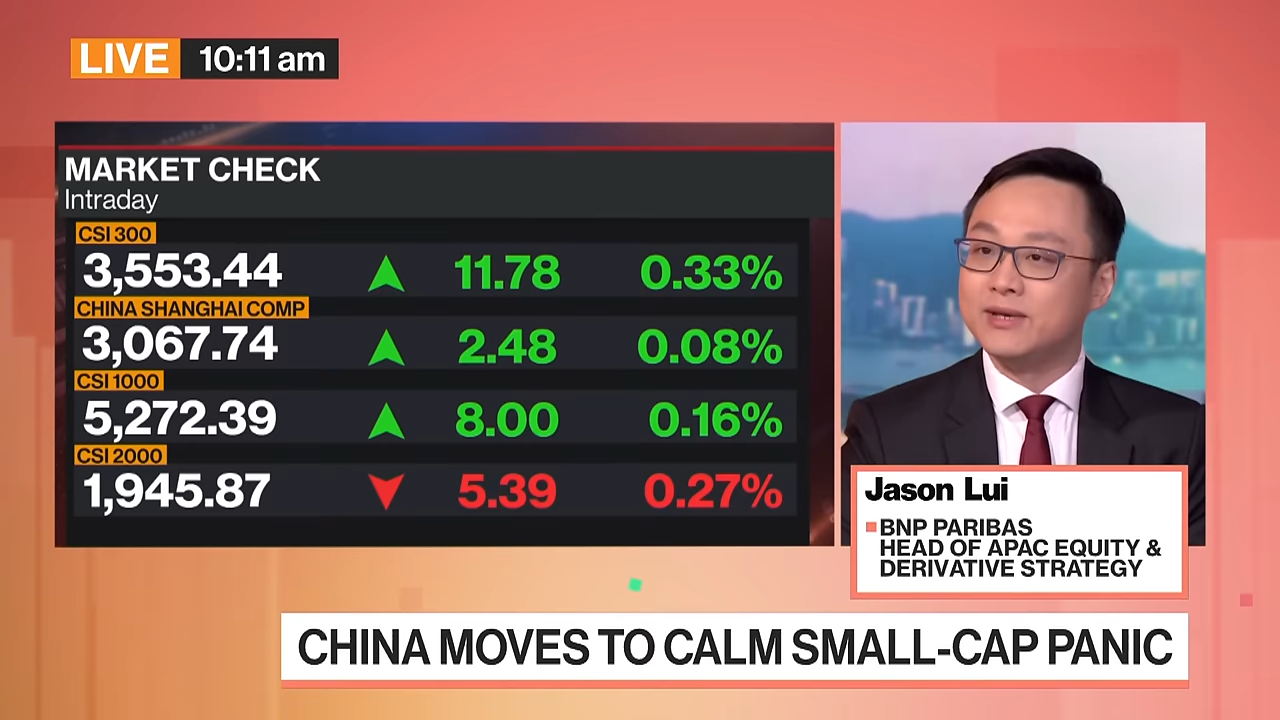 LIVE 10:11 am
MARKET CHECK
Intraday
CSI 300
3,553.44 11.78 0.33%
CHINA SHANGHAI COMP
3,067.74 2.48 0.08%
CSI 1000
5,272.39 8.00 0.16%
CSI 2000
1,945.87 5.39 0.27%
Jason Lui
BNP PARIBAS
HEAD OF APAC EQUITY &
DERIVATIVE STRATEGY
CHINA MOVES TO CALM SMALL-CAP PANIC